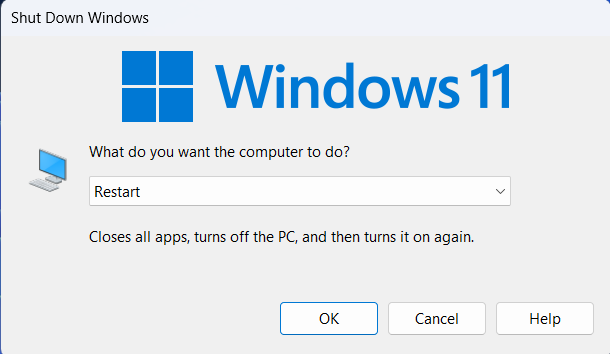 Shut Down Windows
Windows 11
What do you want the computer to do?
Restart
Closes all apps, turns off the PC, and then turns it on again.
OK Cancel Help